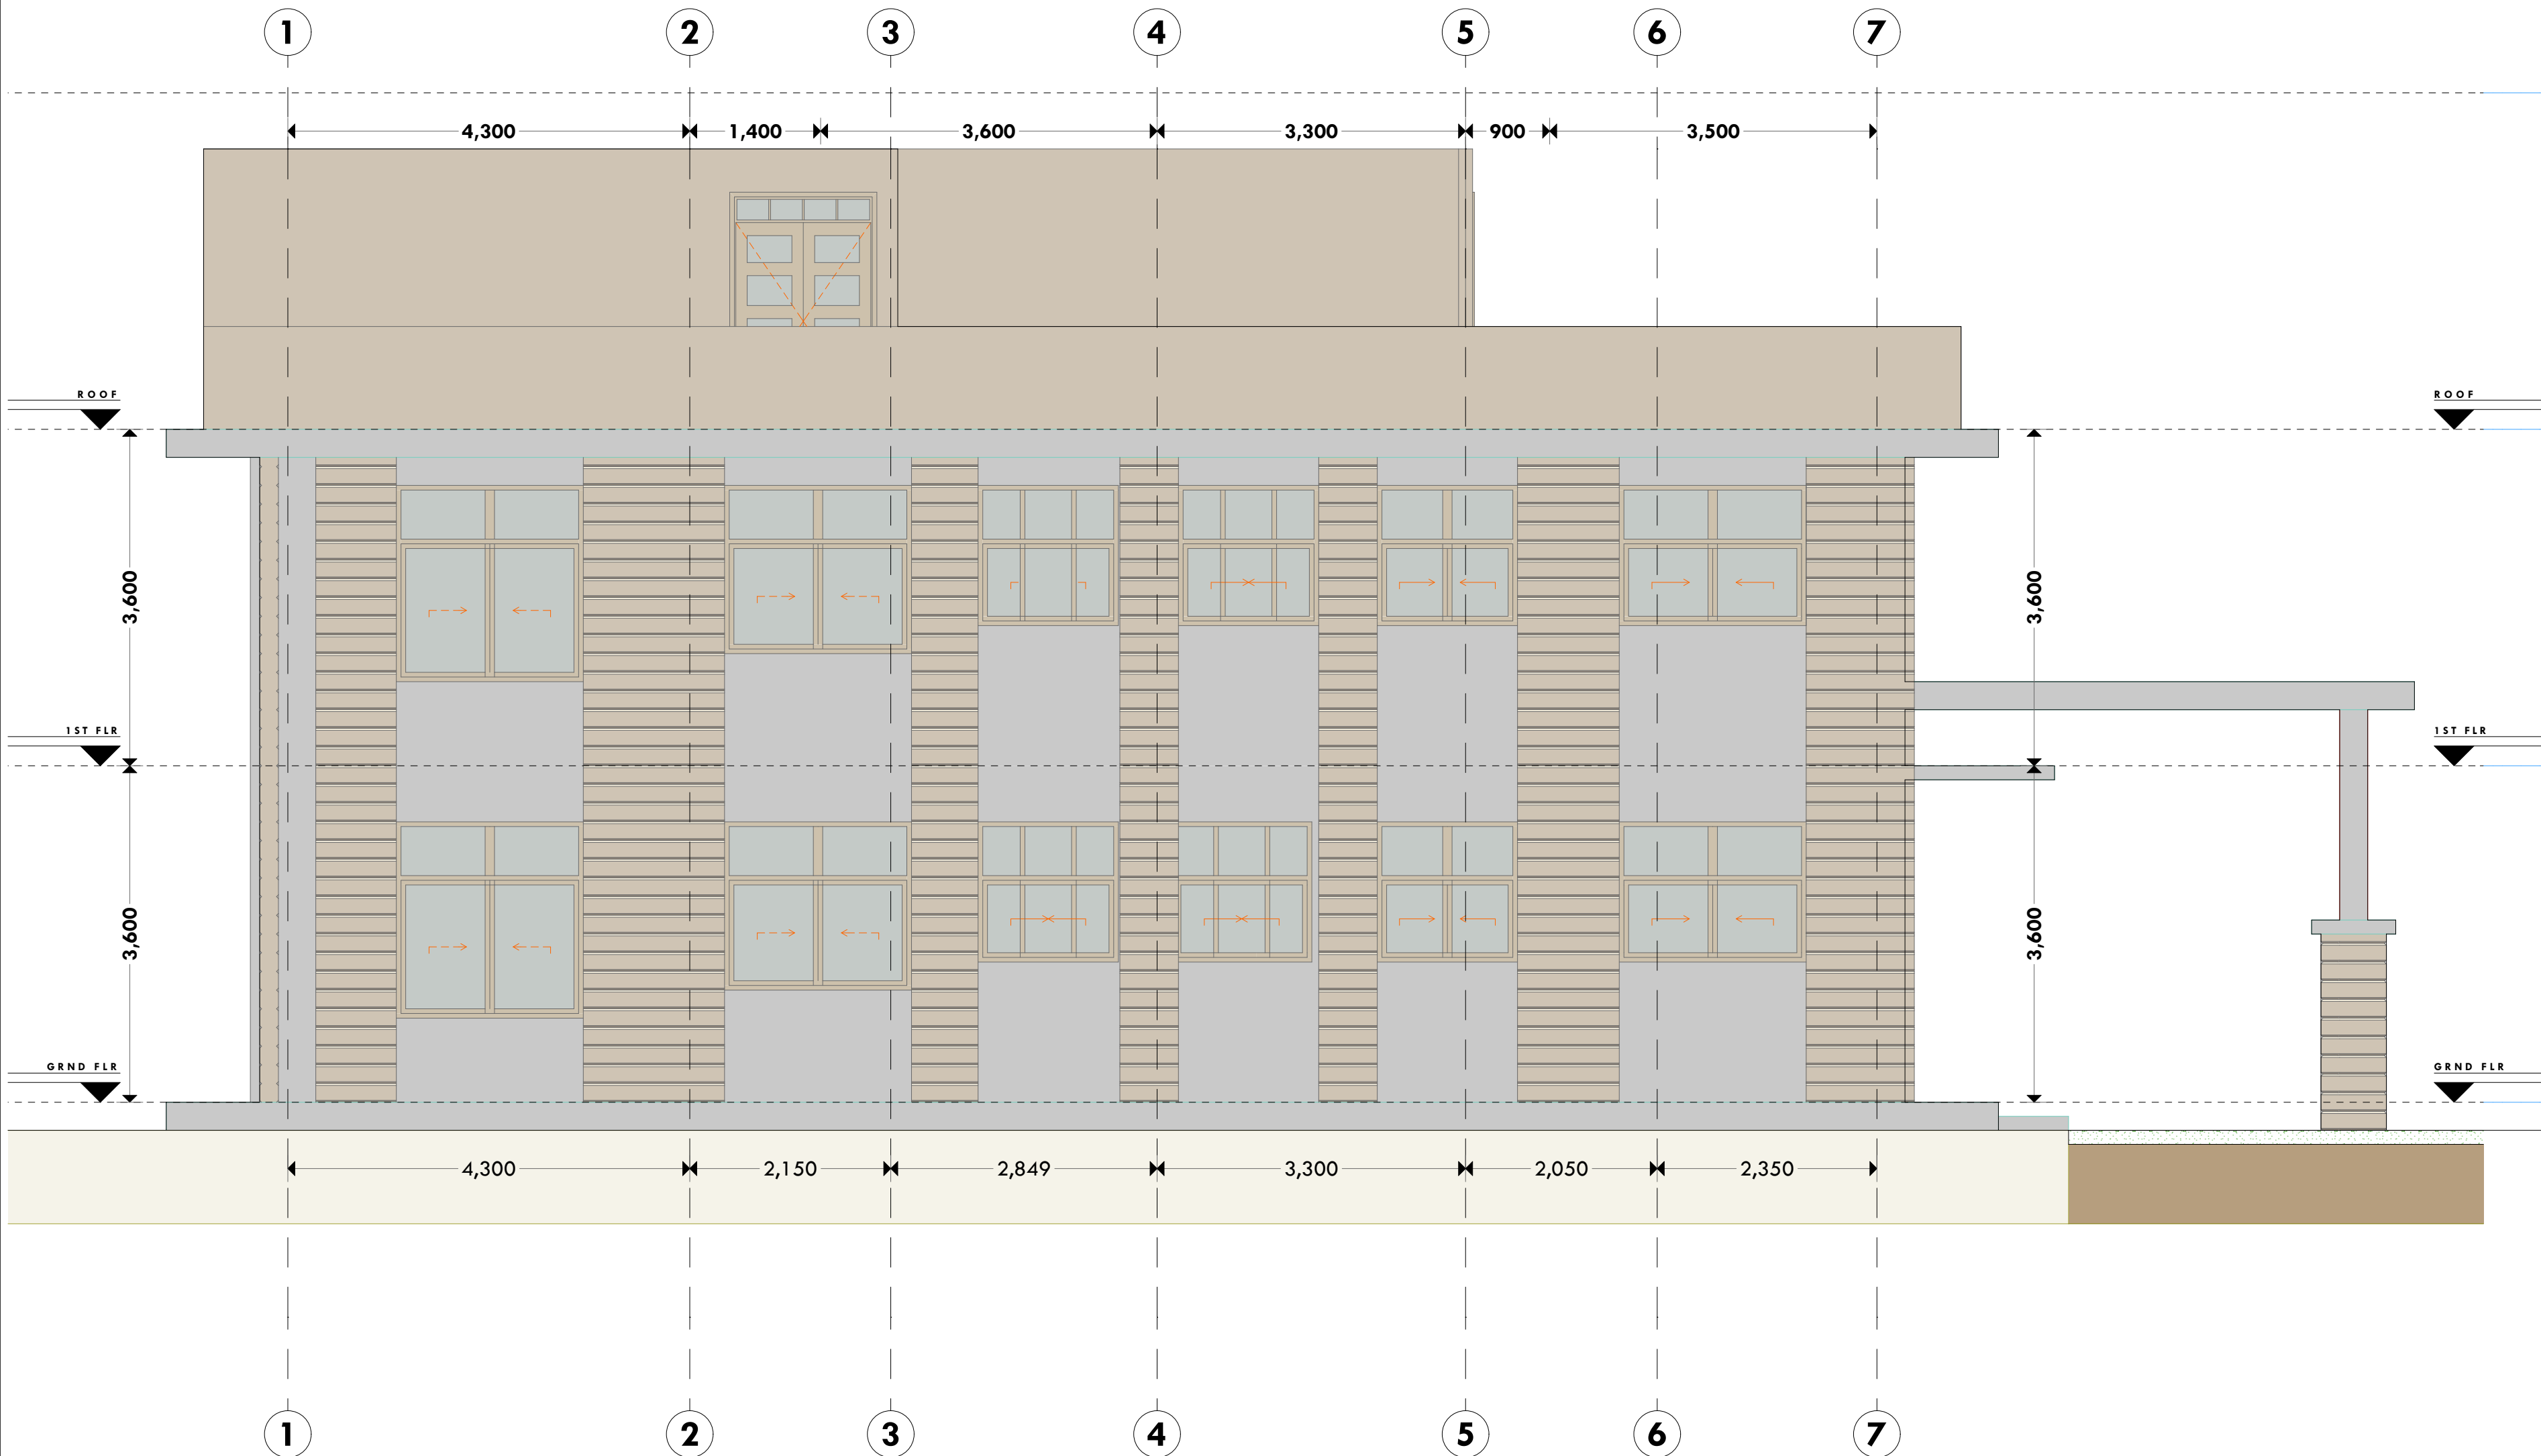 1 2 3 4 5 6 7
4,300 1,400 3,600 3,300 900 3,500
ROOF ROOF
3,600 3,600
1ST FLR 1ST FLR
3,600 3,600
GRND FLR GRND FLR
4,300 2,150 2,849 3,300 2,050 2,350
1 2 3 4 5 6 7